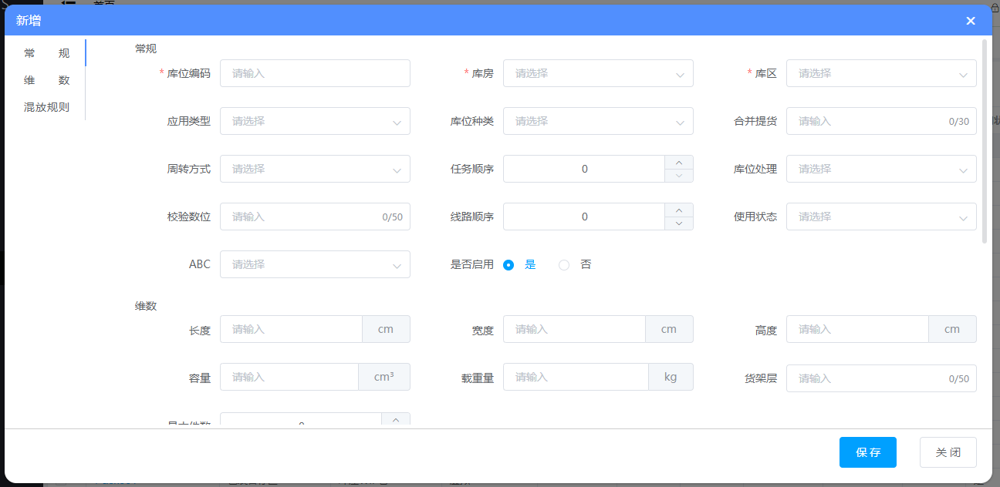 首页
新增
常 规
维 数
混放规则
常规
* 库位编码 请输入 * 库房 请选择 * 库区 请选择
应用类型 请选择 库位种类 请选择 合并提货 请输入 0/30
周转方式 请选择 任务顺序 0 库位处理 请选择
校验数位 请输入 0/50 线路顺序 0 使用状态 请选择
ABC 请选择 是否启用 是 否
维数
长度 请输入 cm 宽度 请输入 cm 高度 请输入 cm
容量 请输入 cm³ 载重量 请输入 kg 货架层 请输入 0/50
最大件数 0
保存 关闭